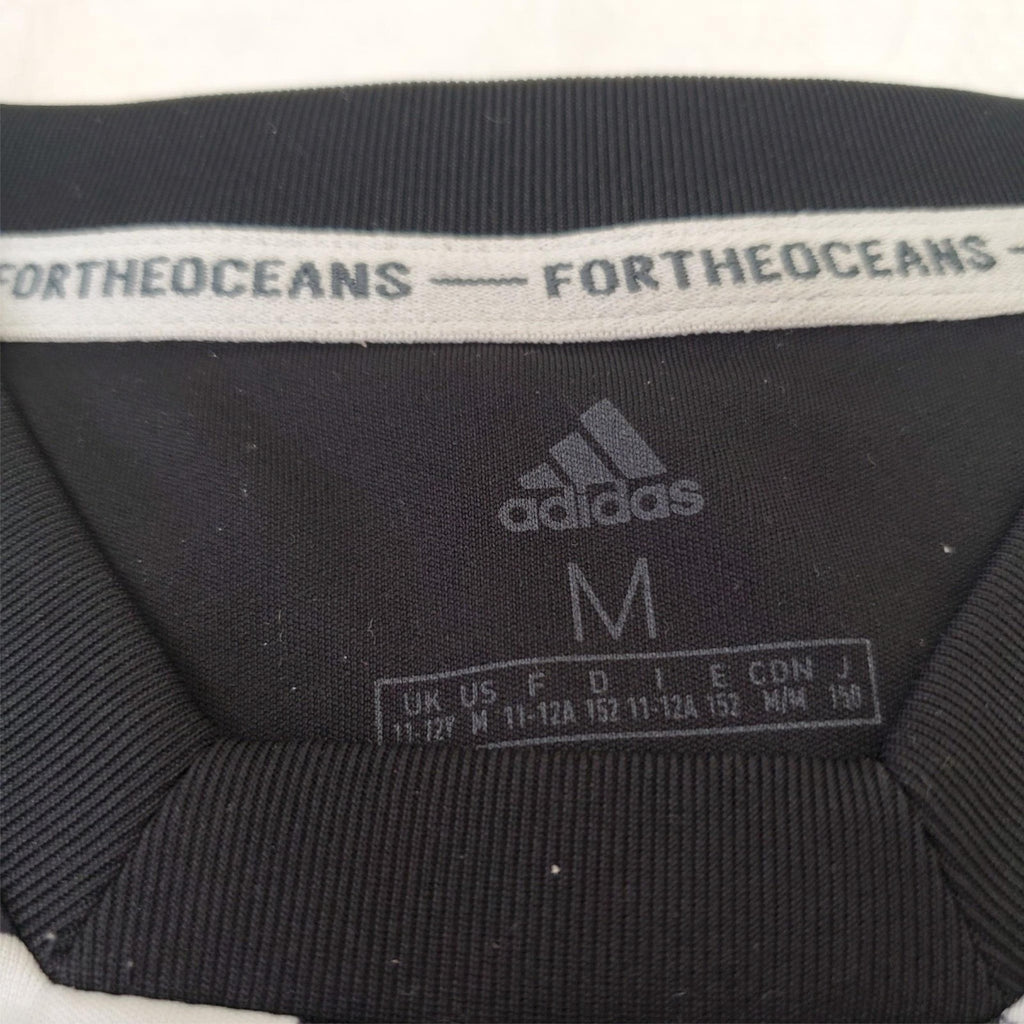 FORTHEOCEANS — FORTHEOCEANS —
adidas
M
UK US F D I E CDN J
11-12Y M 11-12A 152 11-12A 152 M/M 150